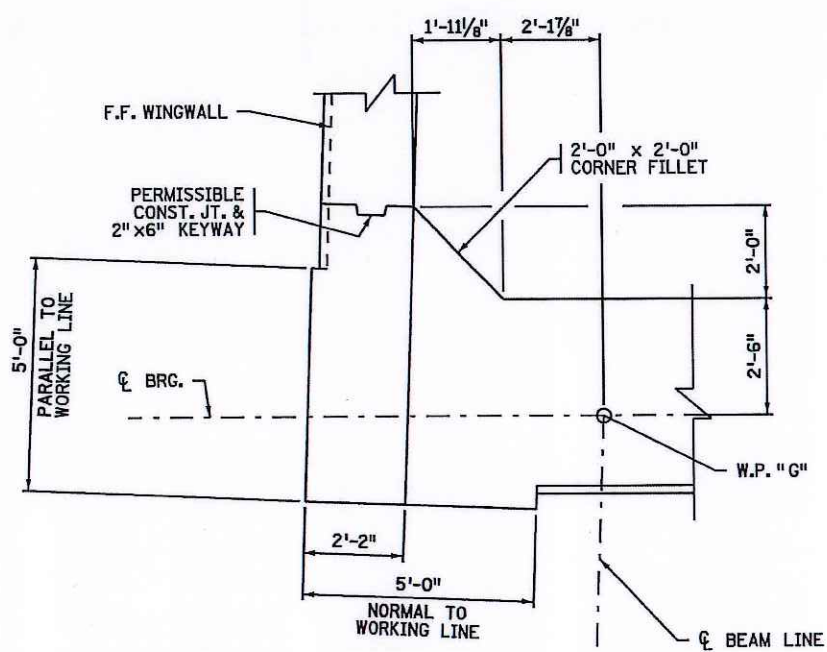 1'-11⅛"
2'-1⅞"
F.F. WINGWALL
2'-0" x 2'-0"
CORNER FILLET
PERMISSIBLE
CONST. JT. &
2"x6" KEYWAY
2'-0"
5'-0"
PARALLEL TO
WORKING LINE
2'-6"
℄ BRG.
W.P. "G"
2'-2"
5'-0"
NORMAL TO
WORKING LINE
℄ BEAM LINE